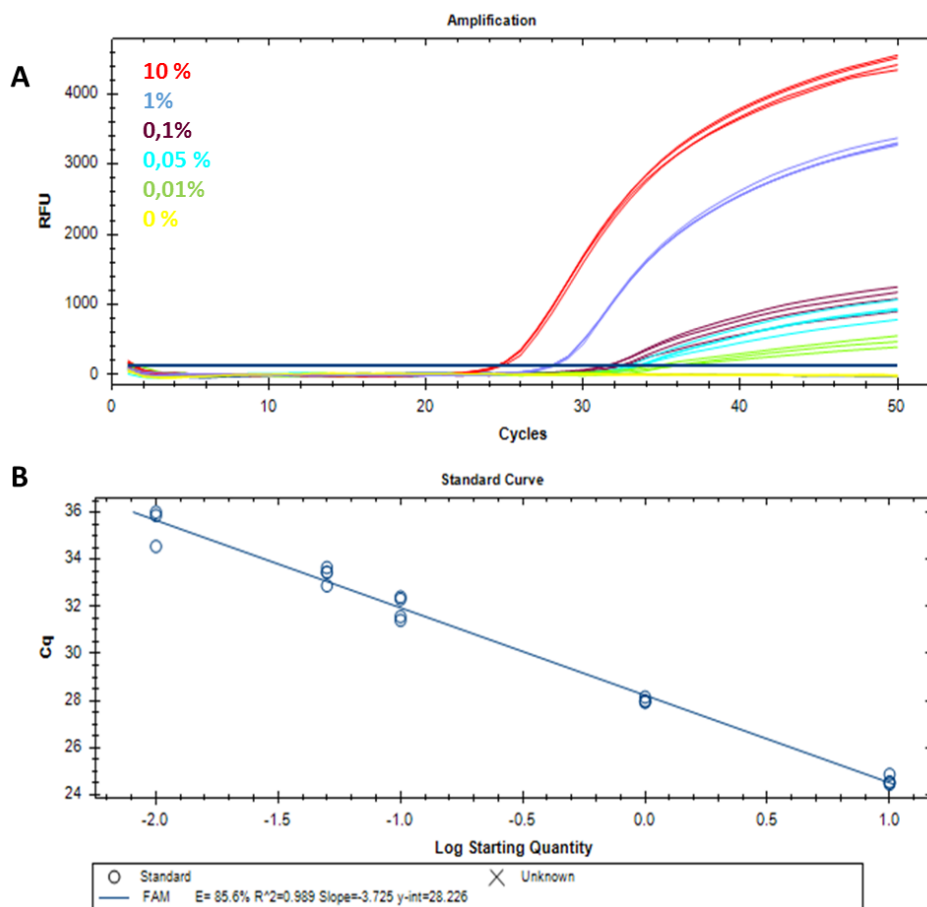 Amplification
A
10 %
1%
0,1%
0,05 %
0,01%
0 %
RFU
4000
3000
2000
1000
0
0 10 20 30 40 50
Cycles
B
Standard Curve
Cq
36
34
32
30
28
26
24
-2.0 -1.5 -1.0 -0.5 0.0 0.5 1.0
Log Starting Quantity
Standard Unknown
FAM E= 85.6% R^2=0.989 Slope=-3.725 y-int=28.226